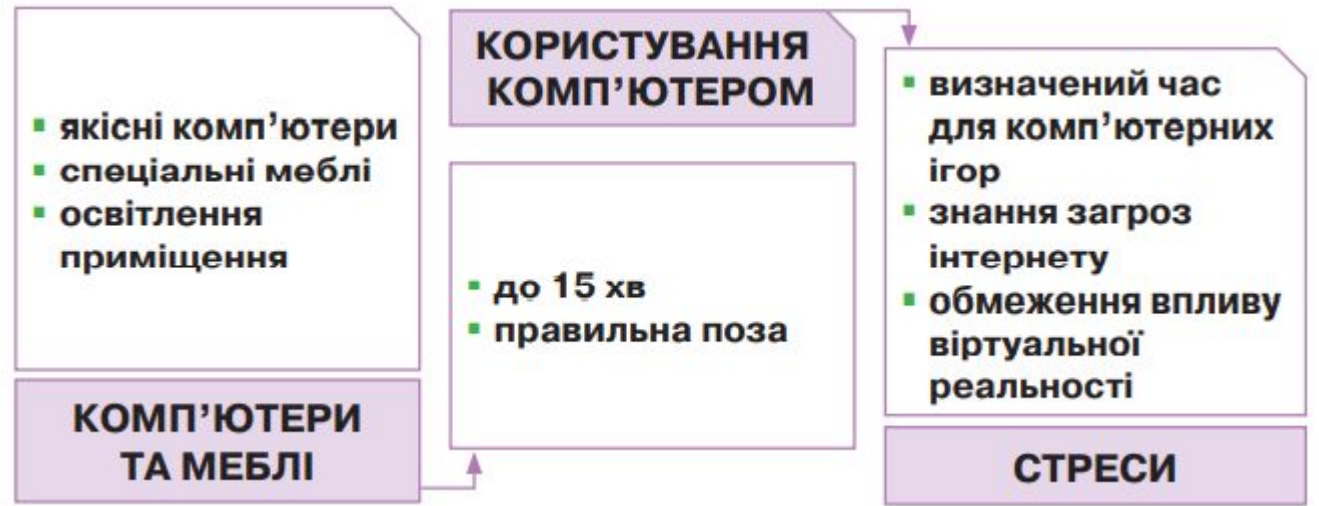 якісні комп’ютери
спеціальні меблі
освітлення
приміщення
КОМП’ЮТЕРИ
ТА МЕБЛІ
КОРИСТУВАННЯ
КОМП’ЮТЕРОМ
до 15 хв
правильна поза
визначений час
для комп’ютерних
ігор
знання загроз
інтернету
обмеження впливу
віртуальної
реальності
СТРЕСИ